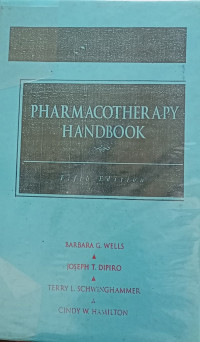 PHARMACOTHERAPY
HANDBOOK
Fifth Edition
BARBARA G. WELLS
JOSEPH T. DIPIRO
TERRY L. SCHWINGHAMMER
CINDY W. HAMILTON